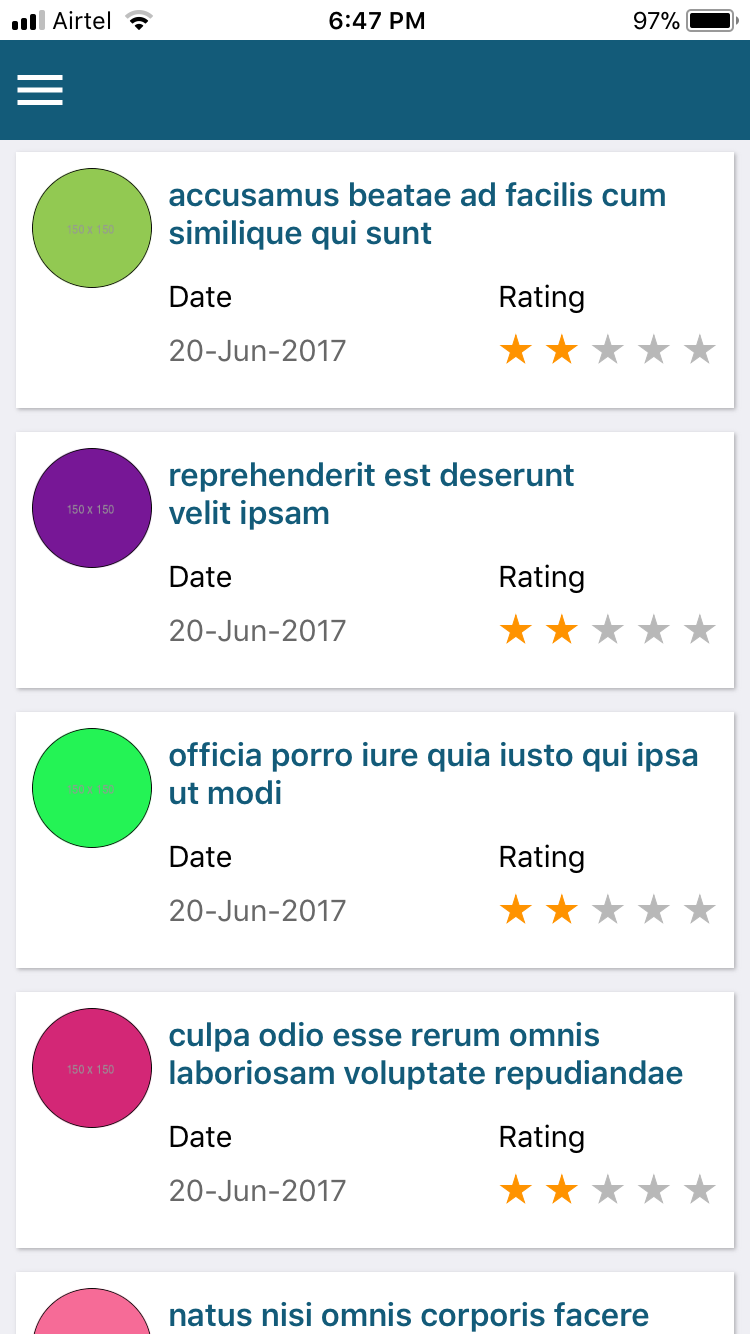 Airtel 6:47 PM 97%
accusamus beatae ad facilis cum
similique qui sunt
150 x 150
Date Rating
20-Jun-2017
reprehenderit est deserunt
velit ipsam
150 x 150
Date Rating
20-Jun-2017
officia porro iure quia iusto qui ipsa
ut modi
150 x 150
Date Rating
20-Jun-2017
culpa odio esse rerum omnis
laboriosam voluptate repudiandae
150 x 150
Date Rating
20-Jun-2017
natus nisi omnis corporis facere